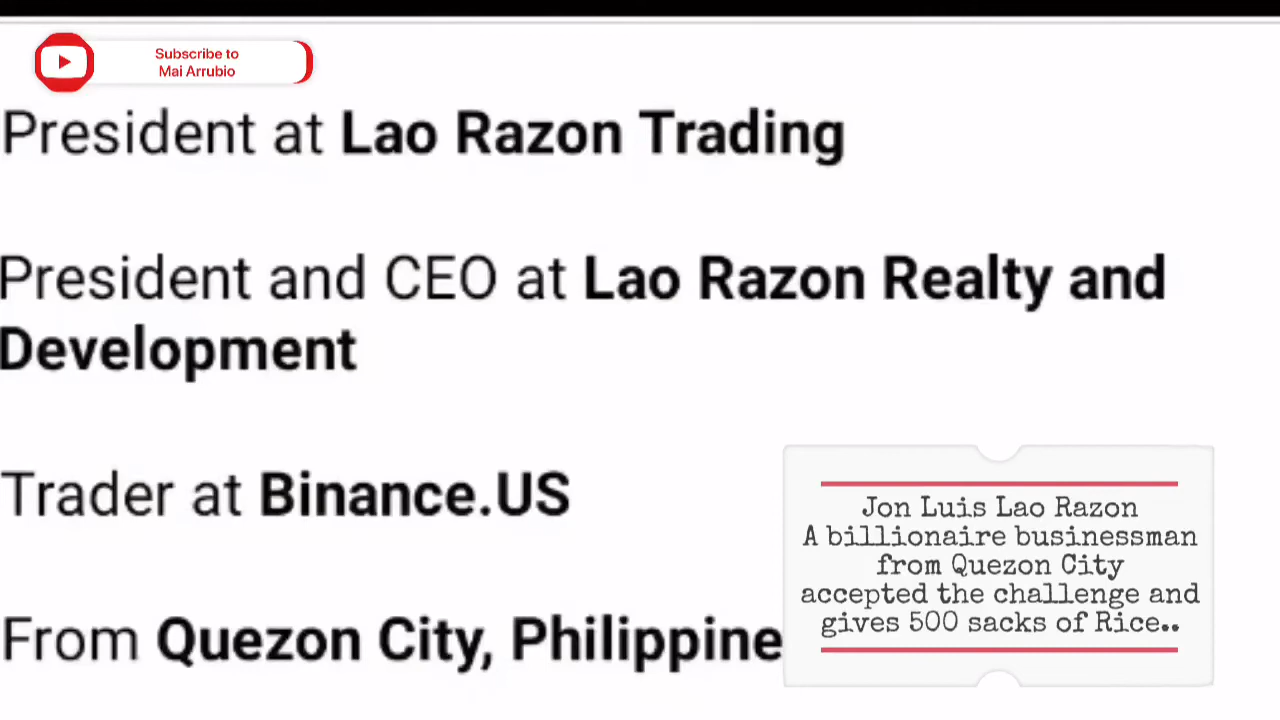 Subscribe to
Mai Arrubio
President at Lao Razon Trading
President and CEO at Lao Razon Realty and
Development
Trader at Binance.US
From Quezon City, Philippine
Jon Luis Lao Razon
A billionaire businessman
from Quezon City
accepted the challenge and
gives 500 sacks of Rice..